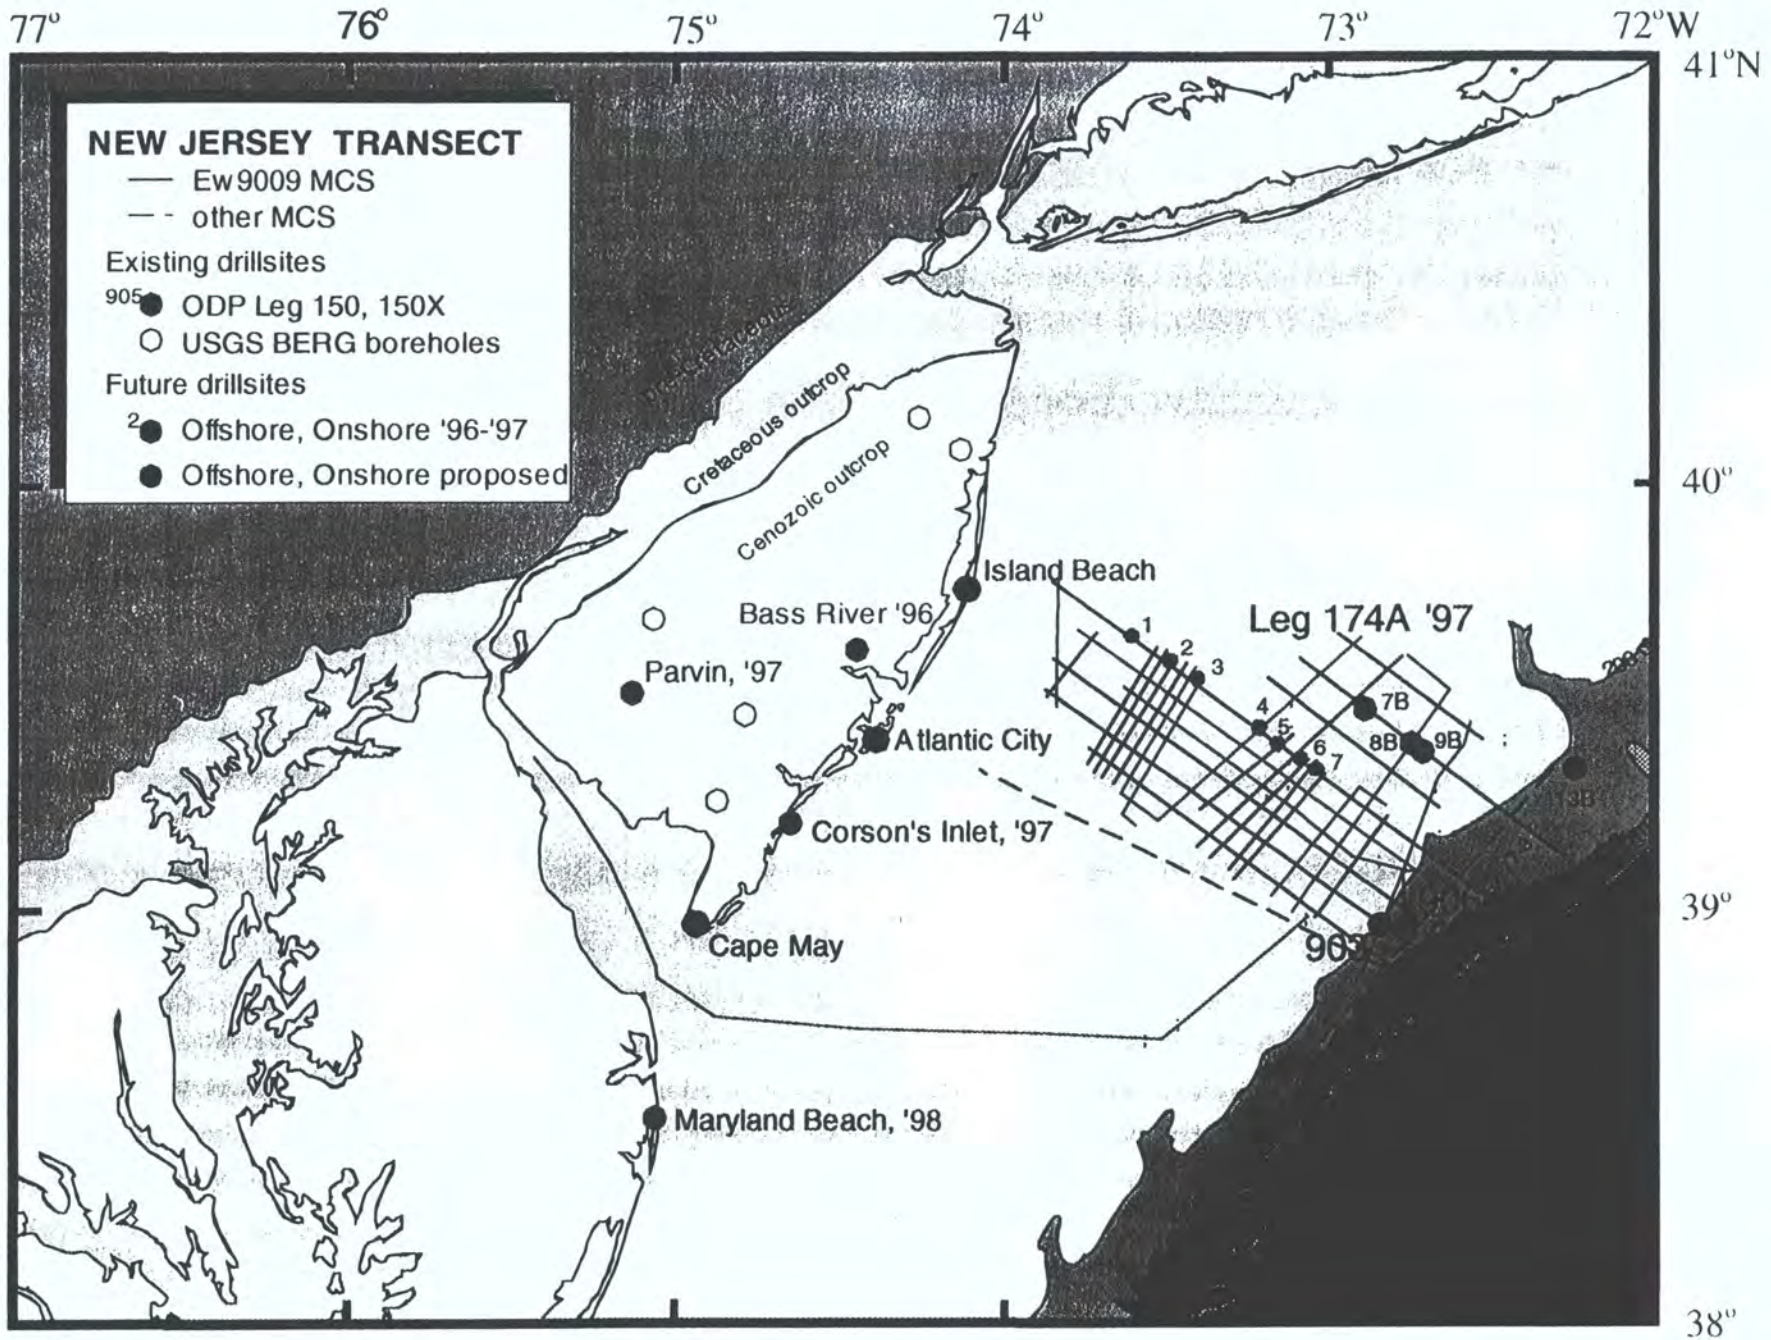 77° 76° 75° 74° 73° 72°W
41°N
NEW JERSEY TRANSECT
Ew9009 MCS
other MCS
Existing drillsites
905 ODP Leg 150, 150X
USGS BERG boreholes
Future drillsites
2 Offshore, Onshore '96-'97
Offshore, Onshore proposed
pre-Cretaceous
Cretaceous outcrop
Cenozoic outcrop
40°
Island Beach
Bass River '96
Leg 174A '97
1
2
3
Parvin, '97
4
5
6
7
7B
8B
9B
Atlantic City
13B
Corson's Inlet, '97
39°
Cape May
903
Maryland Beach, '98
38°